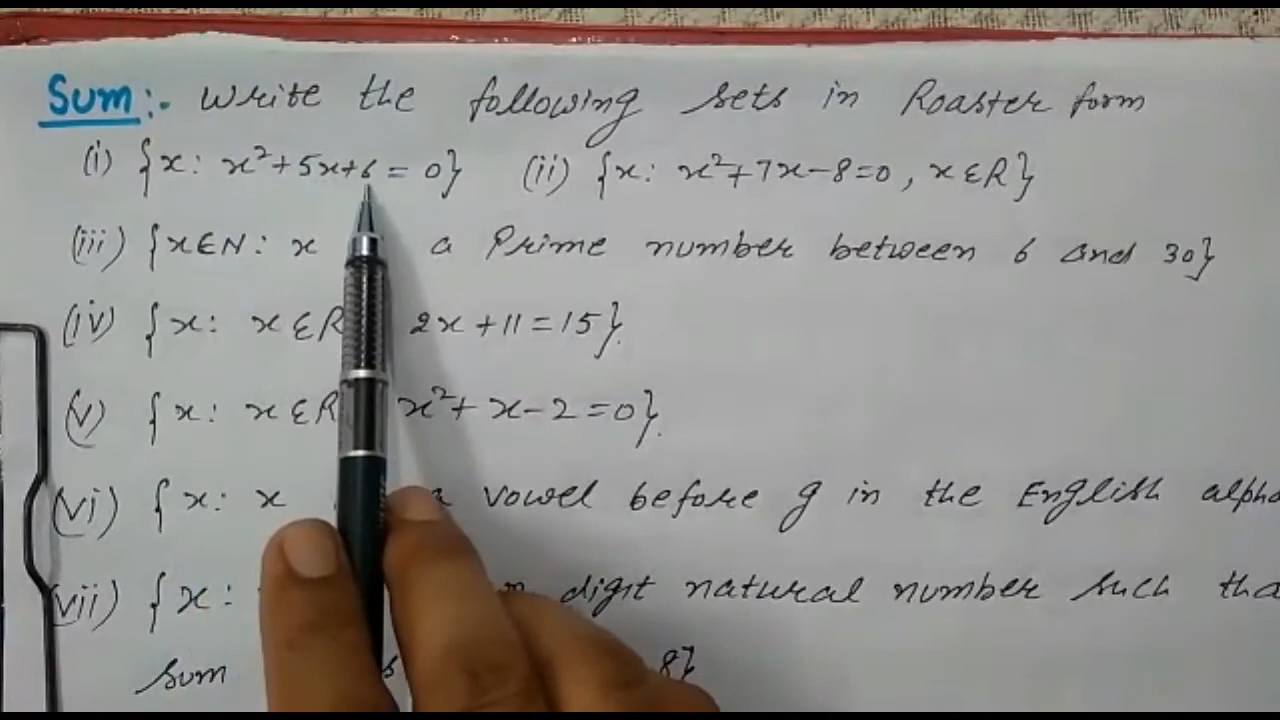 Sum:- Write the following sets in Roaster form
(i) {x: x²+5x+6=0} (ii) {x: x²+7x-8=0, x∈R}
(iii) {x∈N: x a Prime number between 6 and 30}
(iv) {x: x∈R 2x+11=15}.
(v) {x: x∈R x²+x-2=0}.
(vi) {x: x a vowel before g in the English alpha
(vii) {x: digit natural number such tha
sum 8}